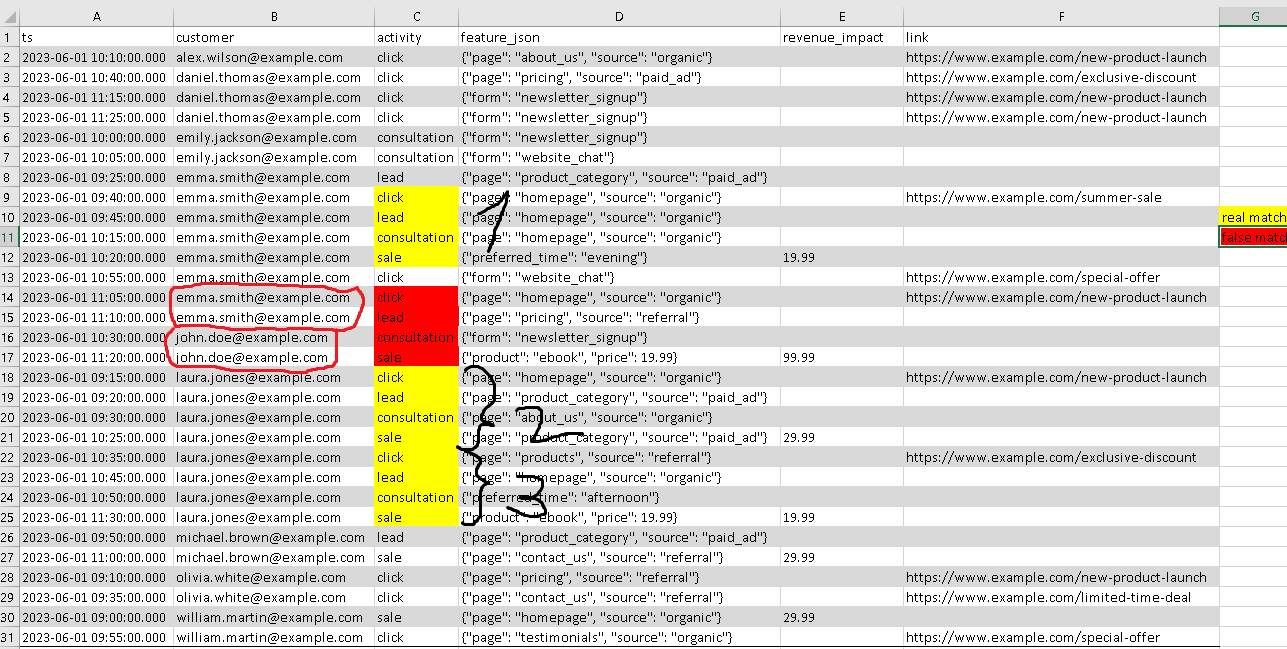 A B C D E F G
1 ts customer activity feature_json revenue_impact link
2 2023-06-01 10:10:00.000 alex.wilson@example.com click {"page": "about_us", "source": "organic"} https://www.example.com/new-product-launch
3 2023-06-01 10:40:00.000 daniel.thomas@example.com click {"page": "pricing", "source": "paid_ad"} https://www.example.com/exclusive-discount
4 2023-06-01 11:15:00.000 daniel.thomas@example.com click {"form": "newsletter_signup"} https://www.example.com/new-product-launch
5 2023-06-01 11:25:00.000 daniel.thomas@example.com click {"form": "newsletter_signup"} https://www.example.com/new-product-launch
6 2023-06-01 10:00:00.000 emily.jackson@example.com consultation {"form": "newsletter_signup"}
7 2023-06-01 10:05:00.000 emily.jackson@example.com consultation {"form": "website_chat"}
8 2023-06-01 09:25:00.000 emma.smith@example.com lead {"page": "product_category", "source": "paid_ad"}
9 2023-06-01 09:40:00.000 emma.smith@example.com click {"page": "homepage", "source": "organic"} https://www.example.com/summer-sale
10 2023-06-01 09:45:00.000 emma.smith@example.com lead {"page": "homepage", "source": "organic"} real match
1
11 2023-06-01 10:15:00.000 emma.smith@example.com consultation {"page": "homepage", "source": "organic"} false matc
12 2023-06-01 10:20:00.000 emma.smith@example.com sale {"preferred_time": "evening"} 19.99
13 2023-06-01 10:55:00.000 emma.smith@example.com click {"form": "website_chat"} https://www.example.com/special-offer
14 2023-06-01 11:05:00.000 emma.smith@example.com click {"page": "homepage", "source": "organic"} https://www.example.com/new-product-launch
15 2023-06-01 11:10:00.000 emma.smith@example.com lead {"page": "pricing", "source": "referral"}
16 2023-06-01 10:30:00.000 john.doe@example.com consultation {"form": "newsletter_signup"}
17 2023-06-01 11:20:00.000 john.doe@example.com sale {"product": "ebook", "price": 19.99} 99.99
18 2023-06-01 09:15:00.000 laura.jones@example.com click {"page": "homepage", "source": "organic"} https://www.example.com/new-product-launch
19 2023-06-01 09:20:00.000 laura.jones@example.com lead {"page": "product_category", "source": "paid_ad"}
20 2023-06-01 09:30:00.000 laura.jones@example.com consultation {"page": "about_us", "source": "organic"}
2
21 2023-06-01 10:25:00.000 laura.jones@example.com sale {"page": "product_category", "source": "paid_ad"} 29.99
22 2023-06-01 10:35:00.000 laura.jones@example.com click {"page": "products", "source": "referral"} https://www.example.com/exclusive-discount
23 2023-06-01 10:45:00.000 laura.jones@example.com lead {"page": "homepage", "source": "organic"}
24 2023-06-01 10:50:00.000 laura.jones@example.com consultation {"preferred_time": "afternoon"}
3
25 2023-06-01 11:30:00.000 laura.jones@example.com sale {"product": "ebook", "price": 19.99} 19.99
26 2023-06-01 09:50:00.000 michael.brown@example.com lead {"page": "product_category", "source": "paid_ad"}
27 2023-06-01 11:00:00.000 michael.brown@example.com sale {"page": "contact_us", "source": "referral"} 29.99
28 2023-06-01 09:10:00.000 olivia.white@example.com click {"page": "pricing", "source": "referral"} https://www.example.com/new-product-launch
29 2023-06-01 09:35:00.000 olivia.white@example.com click {"page": "contact_us", "source": "referral"} https://www.example.com/limited-time-deal
30 2023-06-01 09:00:00.000 william.martin@example.com sale {"page": "homepage", "source": "organic"} 29.99
31 2023-06-01 09:55:00.000 william.martin@example.com click {"page": "testimonials", "source": "organic"} https://www.example.com/special-offer